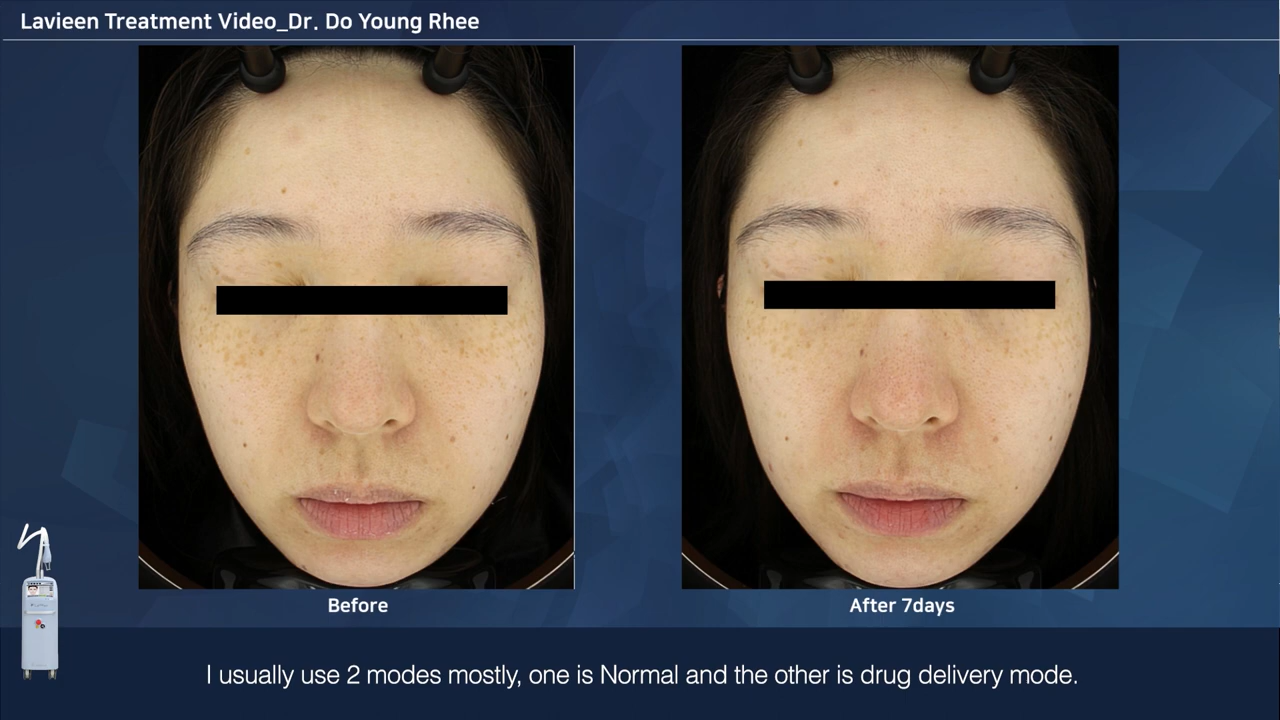 Lavieen Treatment Video_Dr. Do Young Rhee
Before
After 7days
I usually use 2 modes mostly, one is Normal and the other is drug delivery mode.